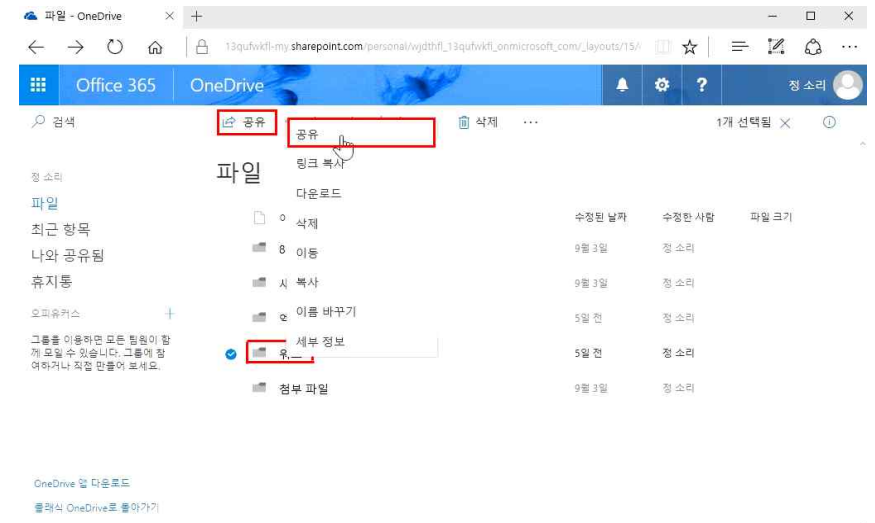 파일 - OneDrive
13qufwkfl-my.sharepoint.com/personal/wjdthfl_13qufwkfl_onmicrosoft_com/_layouts/15/
Office 365 OneDrive ? 정 소리
검색 공유 삭제 ... 1개 선택됨
공유
링크 복사
다운로드
삭제
이동
복사
이름 바꾸기
세부 정보
파일
정 소리
파일
최근 항목
나와 공유됨
휴지통
오피유커스
그룹을 이용하면 모든 팀원이 함
께 모일 수 있습니다. 그룹에 참
여하거나 직접 만들어 보세요.
수정된 날짜 수정한 사람 파일 크기
9월 3일 정 소리
9월 3일 정 소리
5일 전 정 소리
5일 전 정 소리
첨부 파일 9월 3일 정 소리
OneDrive 앱 다운로드
클래식 OneDrive로 돌아가기